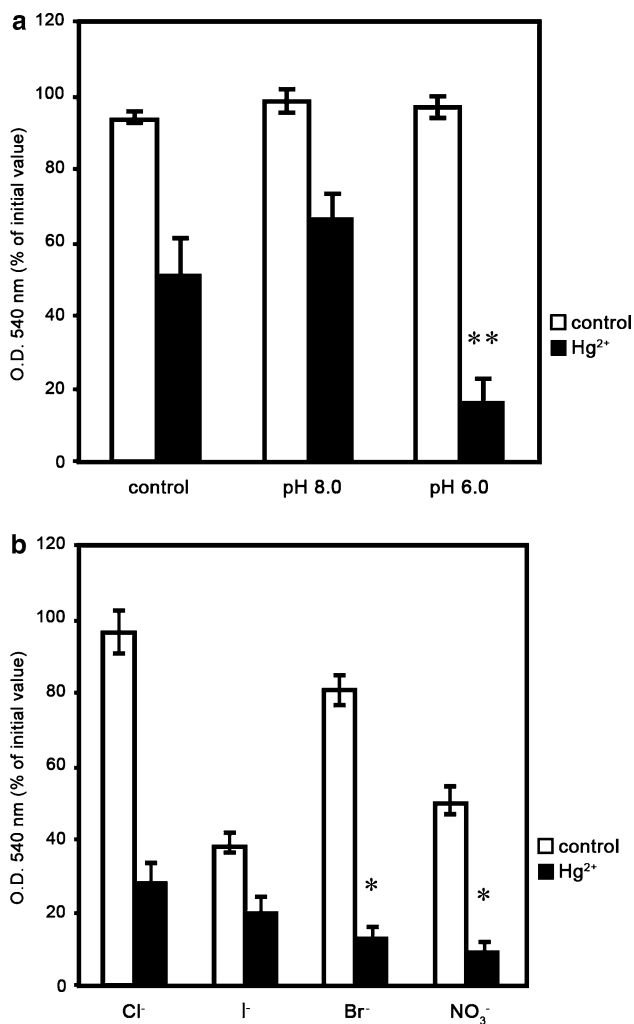 a
O.D. 540 nm (% of initial value)
120
100
80
60
40
20
0
**
control
Hg²⁺
control pH 8.0 pH 6.0
b
O.D. 540 nm (% of initial value)
120
100
80
60
40
20
0
* *
control
Hg²⁺
Cl⁻ I⁻ Br⁻ NO₃⁻